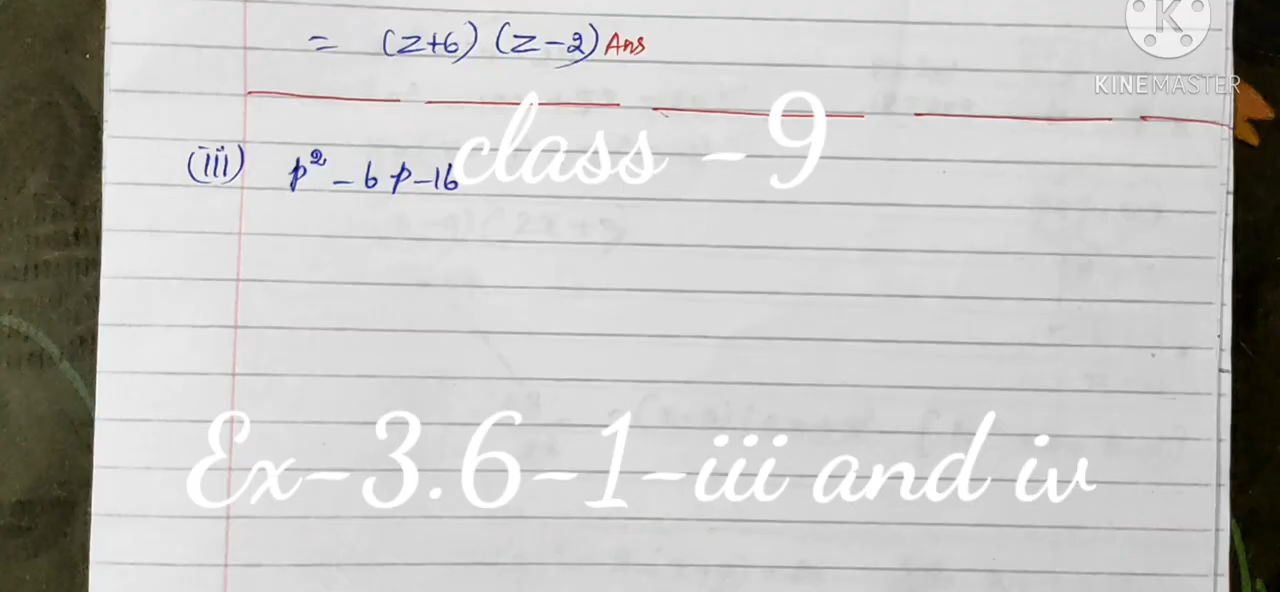 = (z+6) (z-2) Ans
K
KINEMASTER
class -9
(iii) p² - 6p - 16
Ex-3.6-1-iii and iv